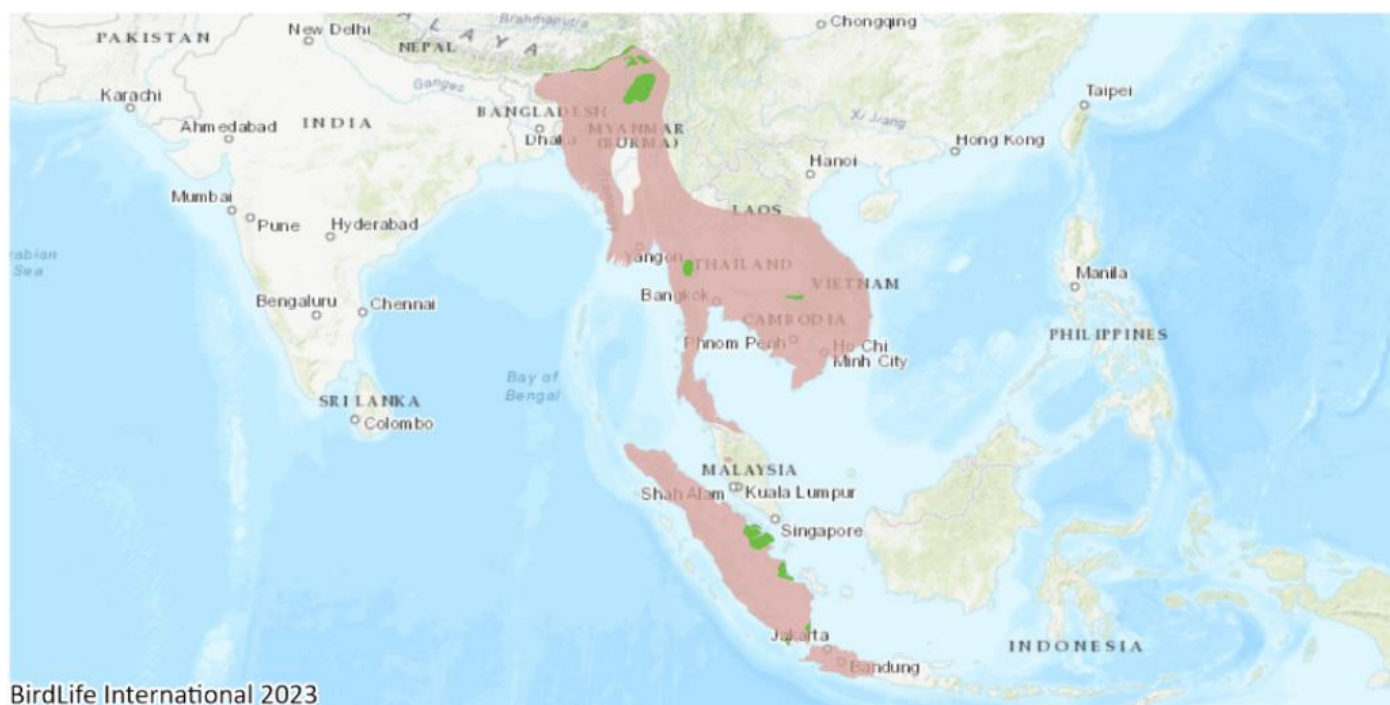 Chongqing
Brahmaputra
A L A Y A
PAKISTAN
New Delhi
NEPAL
Ganges
Taipei
Karachi
BANGLADESH
Ahmedabad
INDIA
Dhaka
MYANMAR
(BURMA)
Xi Jiang
Hong Kong
Hanoi
Mumbai
Pune
Hyderabad
LAOS
Yangon
THAILAND
Sea
VIETNAM
Manila
Bengaluru
Chennai
Bangkok
CAMBODIA
PHILIPPINES
Phnom Penh
Ho Chi
Minh City
Bay of
Bengal
SRI LANKA
Colombo
MALAYSIA
Shah Alam
Kuala Lumpur
Singapore
Jakarta
INDONESIA
Bandung
BirdLife International 2023